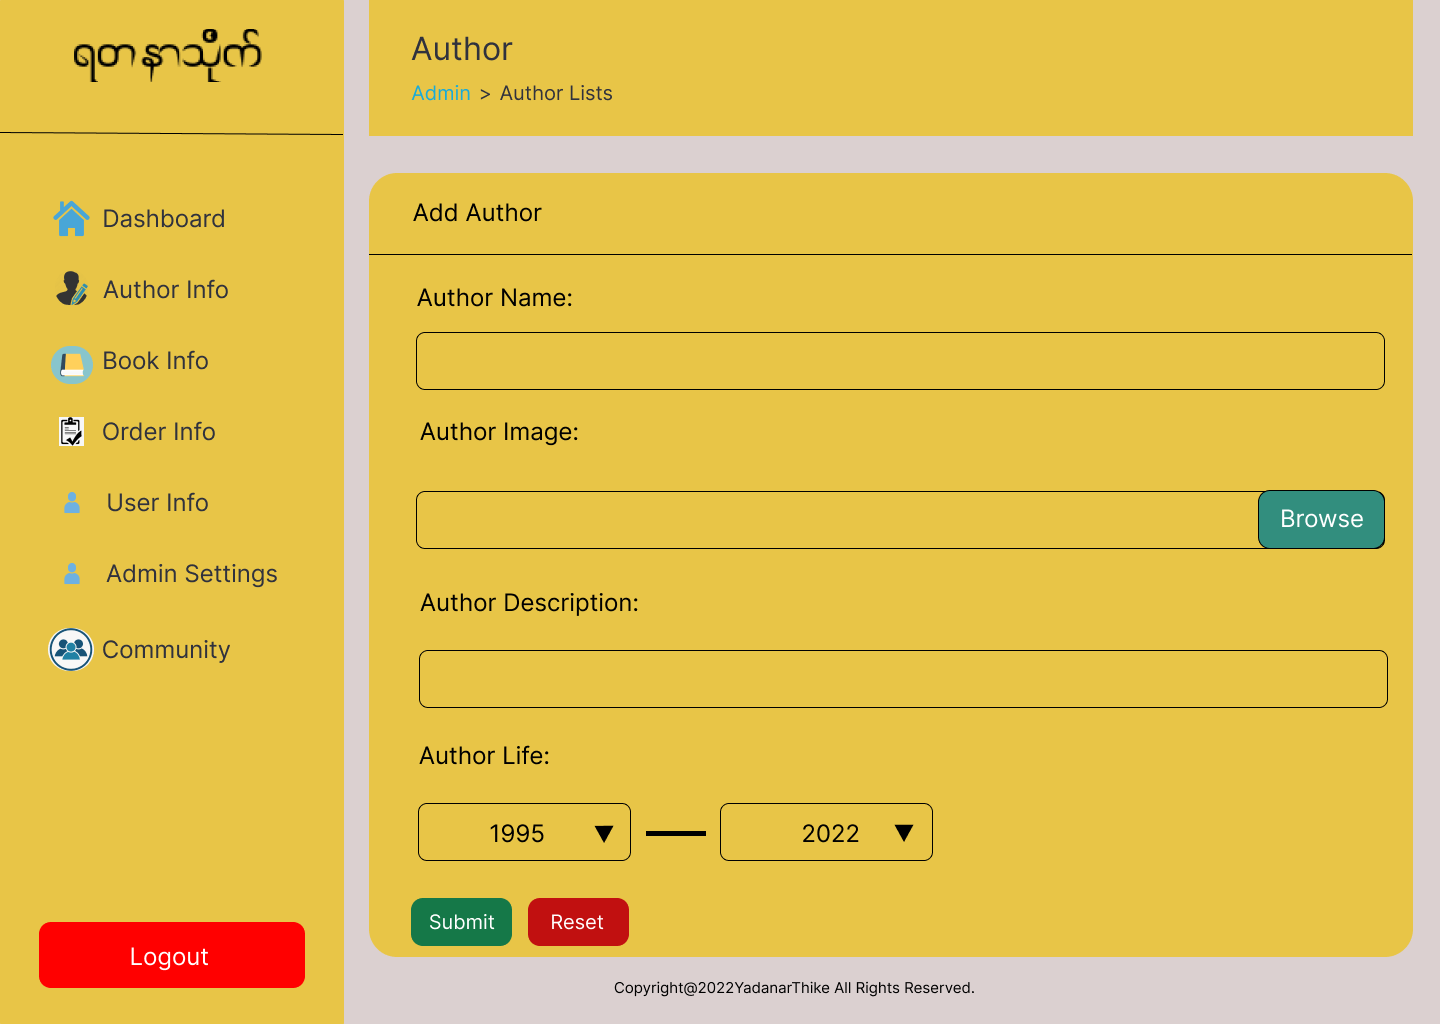 ရတနာသိုက်
Dashboard
Author Info
Book Info
Order Info
User Info
Admin Settings
Community
Logout
Author
Admin > Author Lists
Add Author
Author Name:
Author Image:
Browse
Author Description:
Author Life:
1995 ▼ — 2022 ▼
Submit Reset
Copyright@2022YadanarThike All Rights Reserved.